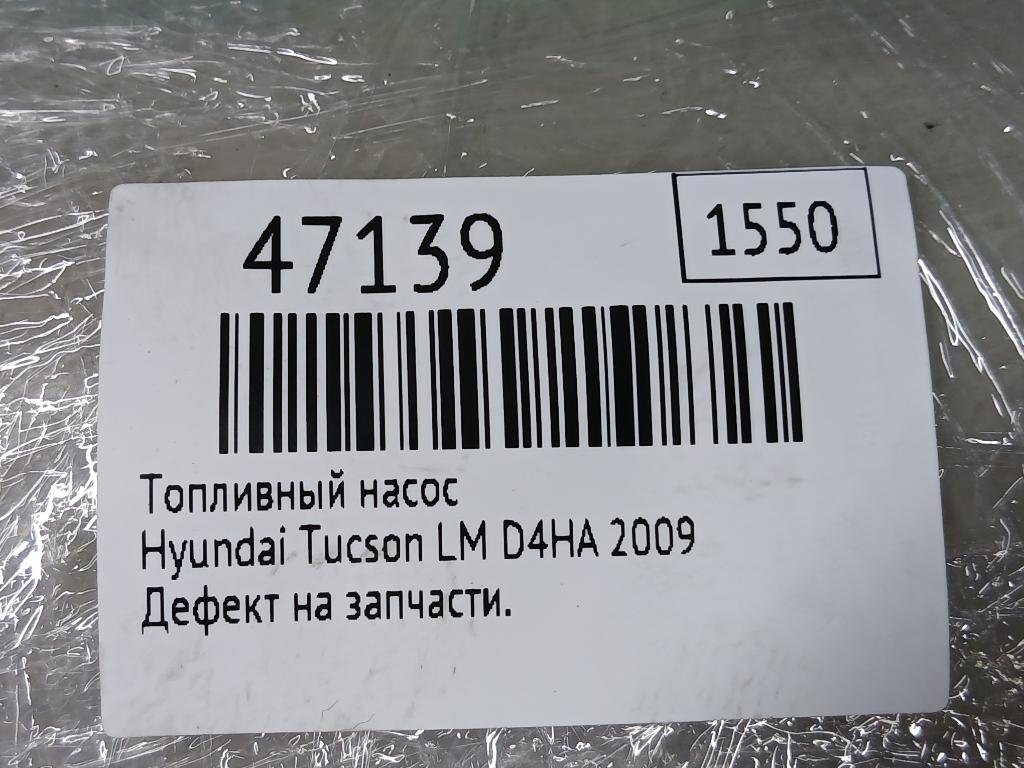 47139
1550
Топливный насос
Hyundai Tucson LM D4HA 2009
Дефект на запчасти.